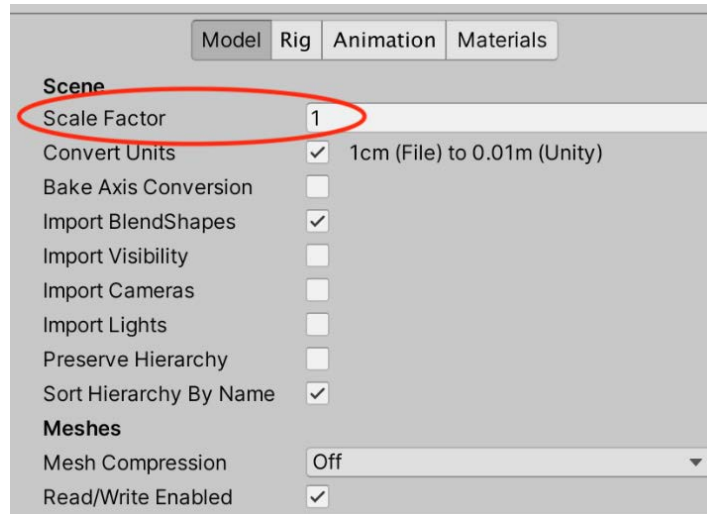 Model Rig Animation Materials
Scene
Scale Factor 1
Convert Units 1cm (File) to 0.01m (Unity)
Bake Axis Conversion
Import BlendShapes
Import Visibility
Import Cameras
Import Lights
Preserve Hierarchy
Sort Hierarchy By Name
Meshes
Mesh Compression Off
Read/Write Enabled